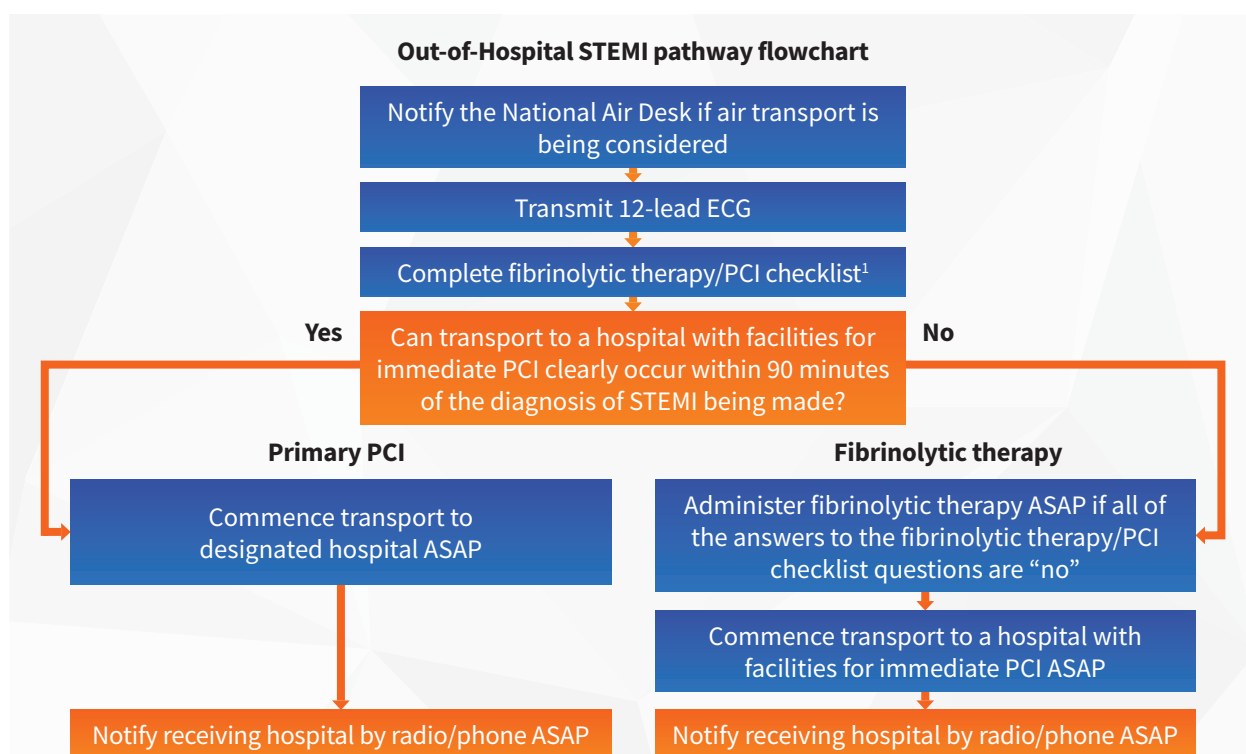 Out-of-Hospital STEMI pathway flowchart
Notify the National Air Desk if air transport is
being considered
Transmit 12-lead ECG
Complete fibrinolytic therapy/PCI checklist¹
Yes
Can transport to a hospital with facilities for
immediate PCI clearly occur within 90 minutes
of the diagnosis of STEMI being made?
No
Primary PCI
Commence transport to
designated hospital ASAP
Notify receiving hospital by radio/phone ASAP
Fibrinolytic therapy
Administer fibrinolytic therapy ASAP if all of
the answers to the fibrinolytic therapy/PCI
checklist questions are “no”
Commence transport to a hospital with
facilities for immediate PCI ASAP
Notify receiving hospital by radio/phone ASAP